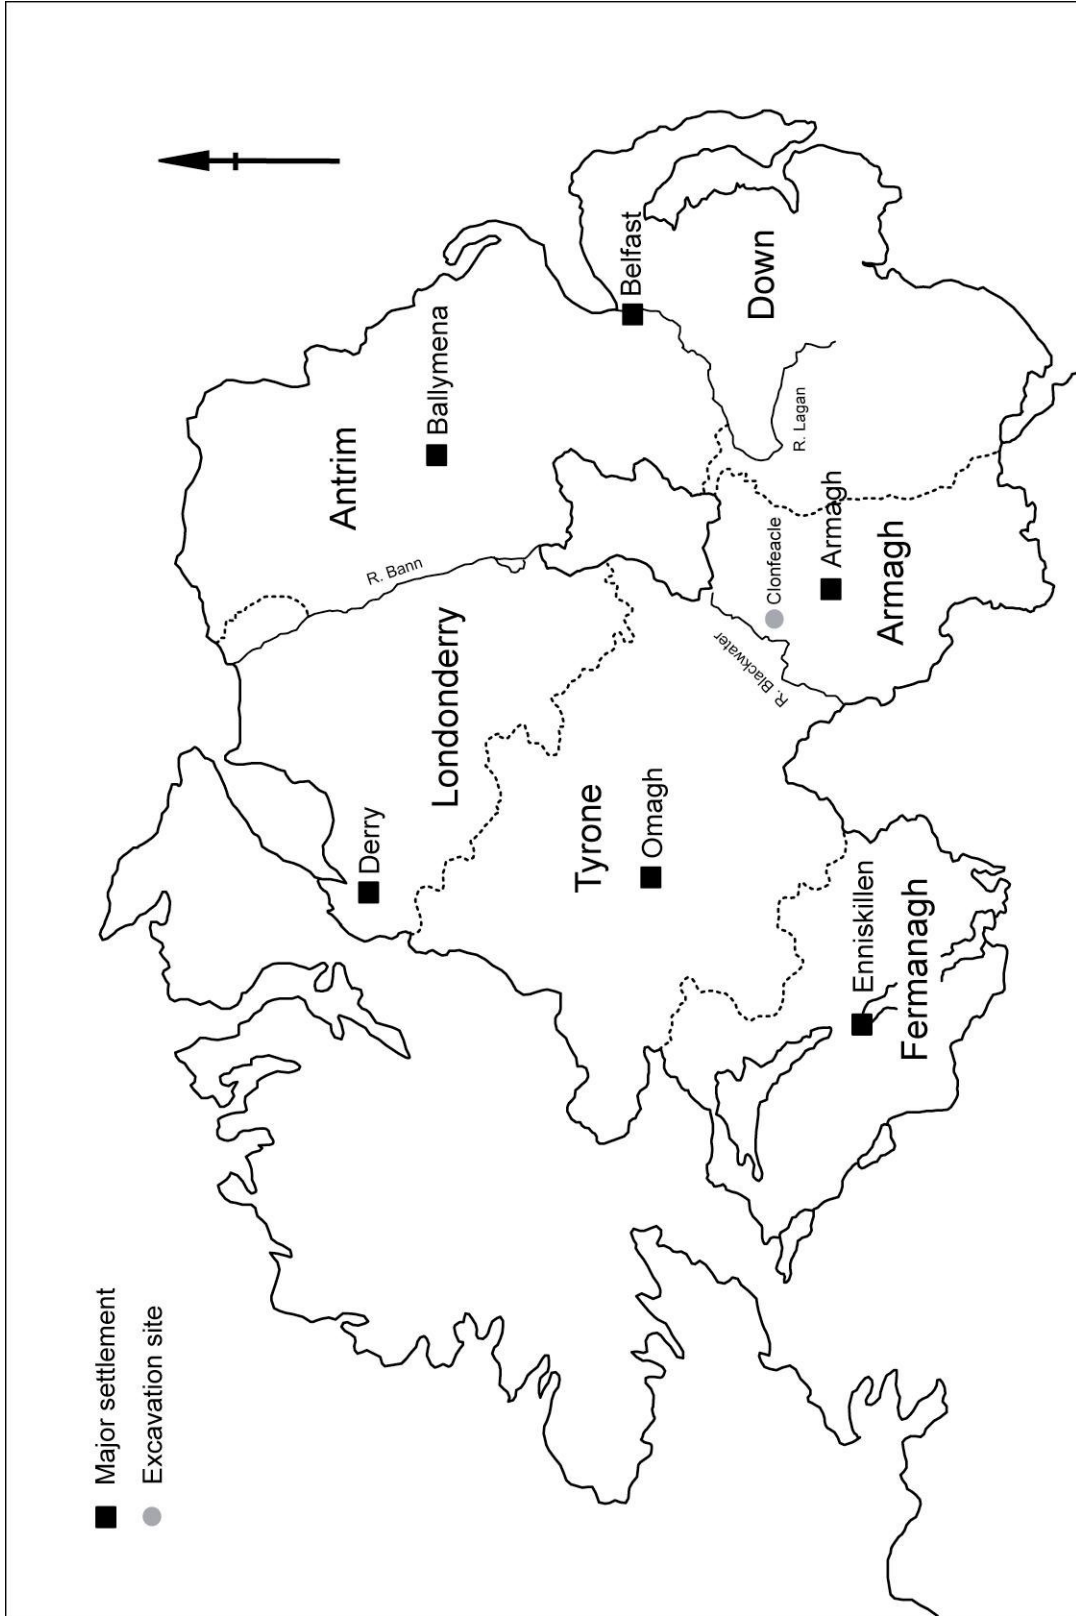 Major settlement
Excavation site
Antrim
Ballymena
R. Bann
Londonderry
Derry
Belfast
Tyrone
Omagh
Down
R. Lagan
Clonfeacle
R. Blackwater
Armagh
Armagh
Enniskillen
Fermanagh